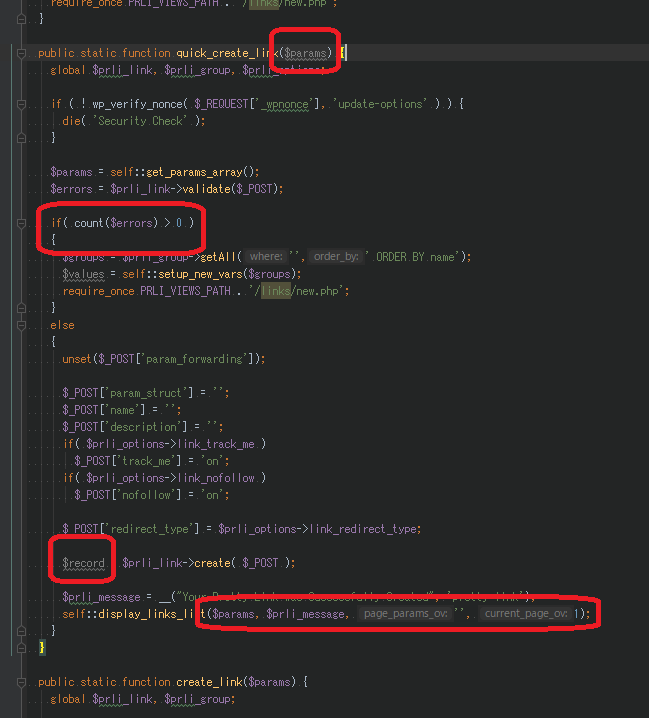 require_once PRLI_VIEWS_PATH . '/links/new.php';
}
public static function quick_create_link($params) {
global $prli_link, $prli_group, $prli_options;
if ( ! wp_verify_nonce( $_REQUEST['_wpnonce'], 'update-options' ) ) {
die( 'Security Check' );
}
$params = self::get_params_array();
$errors = $prli_link->validate($_POST);
if( count($errors) > 0 )
{
$groups = $prli_group->getAll( where: '', order_by: ' ORDER BY name');
$values = self::setup_new_vars($groups);
require_once PRLI_VIEWS_PATH . '/links/new.php';
}
else
{
unset($_POST['param_forwarding']);
$_POST['param_struct'] = '';
$_POST['name'] = '';
$_POST['description'] = '';
if( $prli_options->link_track_me )
$_POST['track_me'] = 'on';
if( $prli_options->link_nofollow )
$_POST['nofollow'] = 'on';
$_POST['redirect_type'] = $prli_options->link_redirect_type;
$record $prli_link->create( $_POST );
$prli_message = __("Your Pretty Link was Successfully Created", 'pretty-link');
self::display_links_list($params, $prli_message, page_params_ov: '', current_page_ov: 1);
}
}
public static function create_link($params) {
global $prli_link, $prli_group;